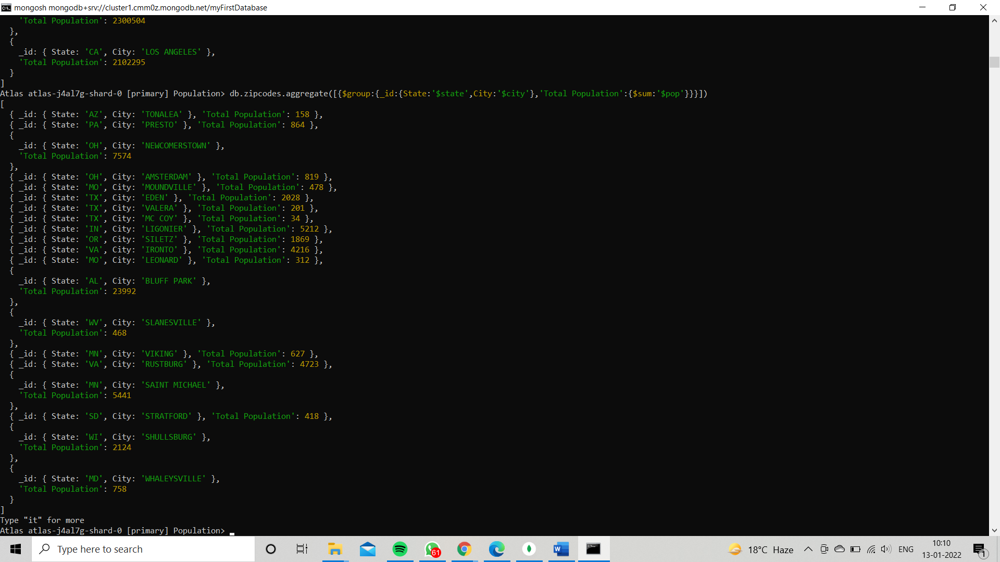 mongosh mongodb+srv://cluster1.cmm0z.mongodb.net/myFirstDatabase
    'Total Population': 2300504
  },
  {
    _id: { State: 'CA', City: 'LOS ANGELES' },
    'Total Population': 2102295
  }
]
Atlas atlas-j4al7g-shard-0 [primary] Population> db.zipcodes.aggregate([{$group:{_id:{State:'$state',City:'$city'},'Total Population':{$sum:'$pop'}}}])
[
  { _id: { State: 'AZ', City: 'TONALEA' }, 'Total Population': 158 },
  { _id: { State: 'PA', City: 'PRESTO' }, 'Total Population': 864 },
  {
    _id: { State: 'OH', City: 'NEWCOMERSTOWN' },
    'Total Population': 7574
  },
  { _id: { State: 'OH', City: 'AMSTERDAM' }, 'Total Population': 819 },
  { _id: { State: 'MO', City: 'MOUNDVILLE' }, 'Total Population': 478 },
  { _id: { State: 'TX', City: 'EDEN' }, 'Total Population': 2028 },
  { _id: { State: 'TX', City: 'VALERA' }, 'Total Population': 201 },
  { _id: { State: 'TX', City: 'MC COY' }, 'Total Population': 34 },
  { _id: { State: 'IN', City: 'LIGONIER' }, 'Total Population': 5212 },
  { _id: { State: 'OR', City: 'SILETZ' }, 'Total Population': 1869 },
  { _id: { State: 'VA', City: 'IRONTO' }, 'Total Population': 4216 },
  { _id: { State: 'MO', City: 'LEONARD' }, 'Total Population': 312 },
  {
    _id: { State: 'AL', City: 'BLUFF PARK' },
    'Total Population': 23992
  },
  {
    _id: { State: 'WV', City: 'SLANESVILLE' },
    'Total Population': 468
  },
  { _id: { State: 'MN', City: 'VIKING' }, 'Total Population': 627 },
  { _id: { State: 'VA', City: 'RUSTBURG' }, 'Total Population': 4723 },
  {
    _id: { State: 'MN', City: 'SAINT MICHAEL' },
    'Total Population': 5441
  },
  { _id: { State: 'SD', City: 'STRATFORD' }, 'Total Population': 418 },
  {
    _id: { State: 'WI', City: 'SHULLSBURG' },
    'Total Population': 2124
  },
  {
    _id: { State: 'MD', City: 'WHALEYSVILLE' },
    'Total Population': 758
  }
]
Type "it" for more
Atlas atlas-j4al7g-shard-0 [primary] Population>
Type here to search
61
18°C Haze
ENG
10:10
13-01-2022
1